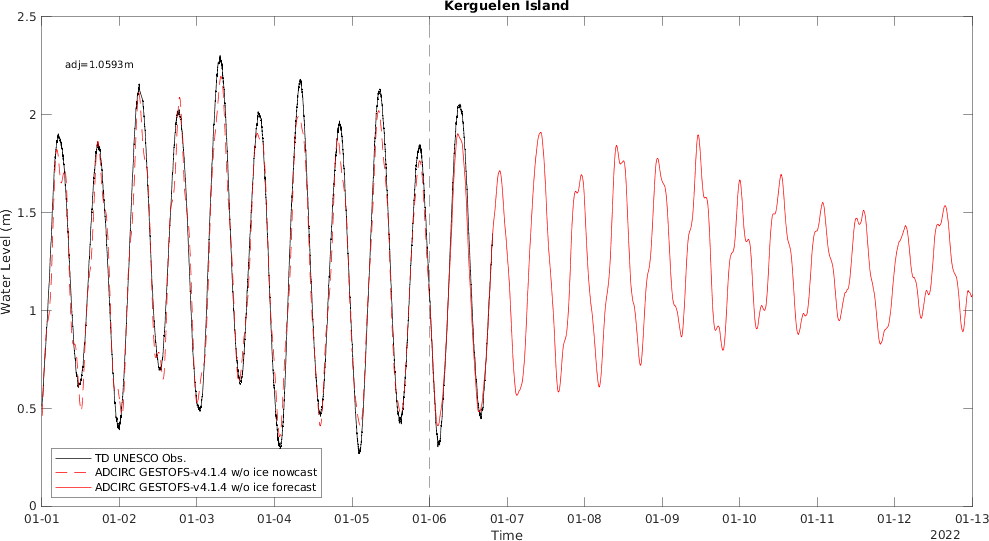 Kerguelen Island
2.5
adj=1.0593m
2
1.5
Water Level (m)
1
0.5
TD UNESCO Obs.
ADCIRC GESTOFS-v4.1.4 w/o ice nowcast
ADCIRC GESTOFS-v4.1.4 w/o ice forecast
0
01-01 01-02 01-03 01-04 01-05 01-06 01-07 01-08 01-09 01-10 01-11 01-12 01-13
Time
2022